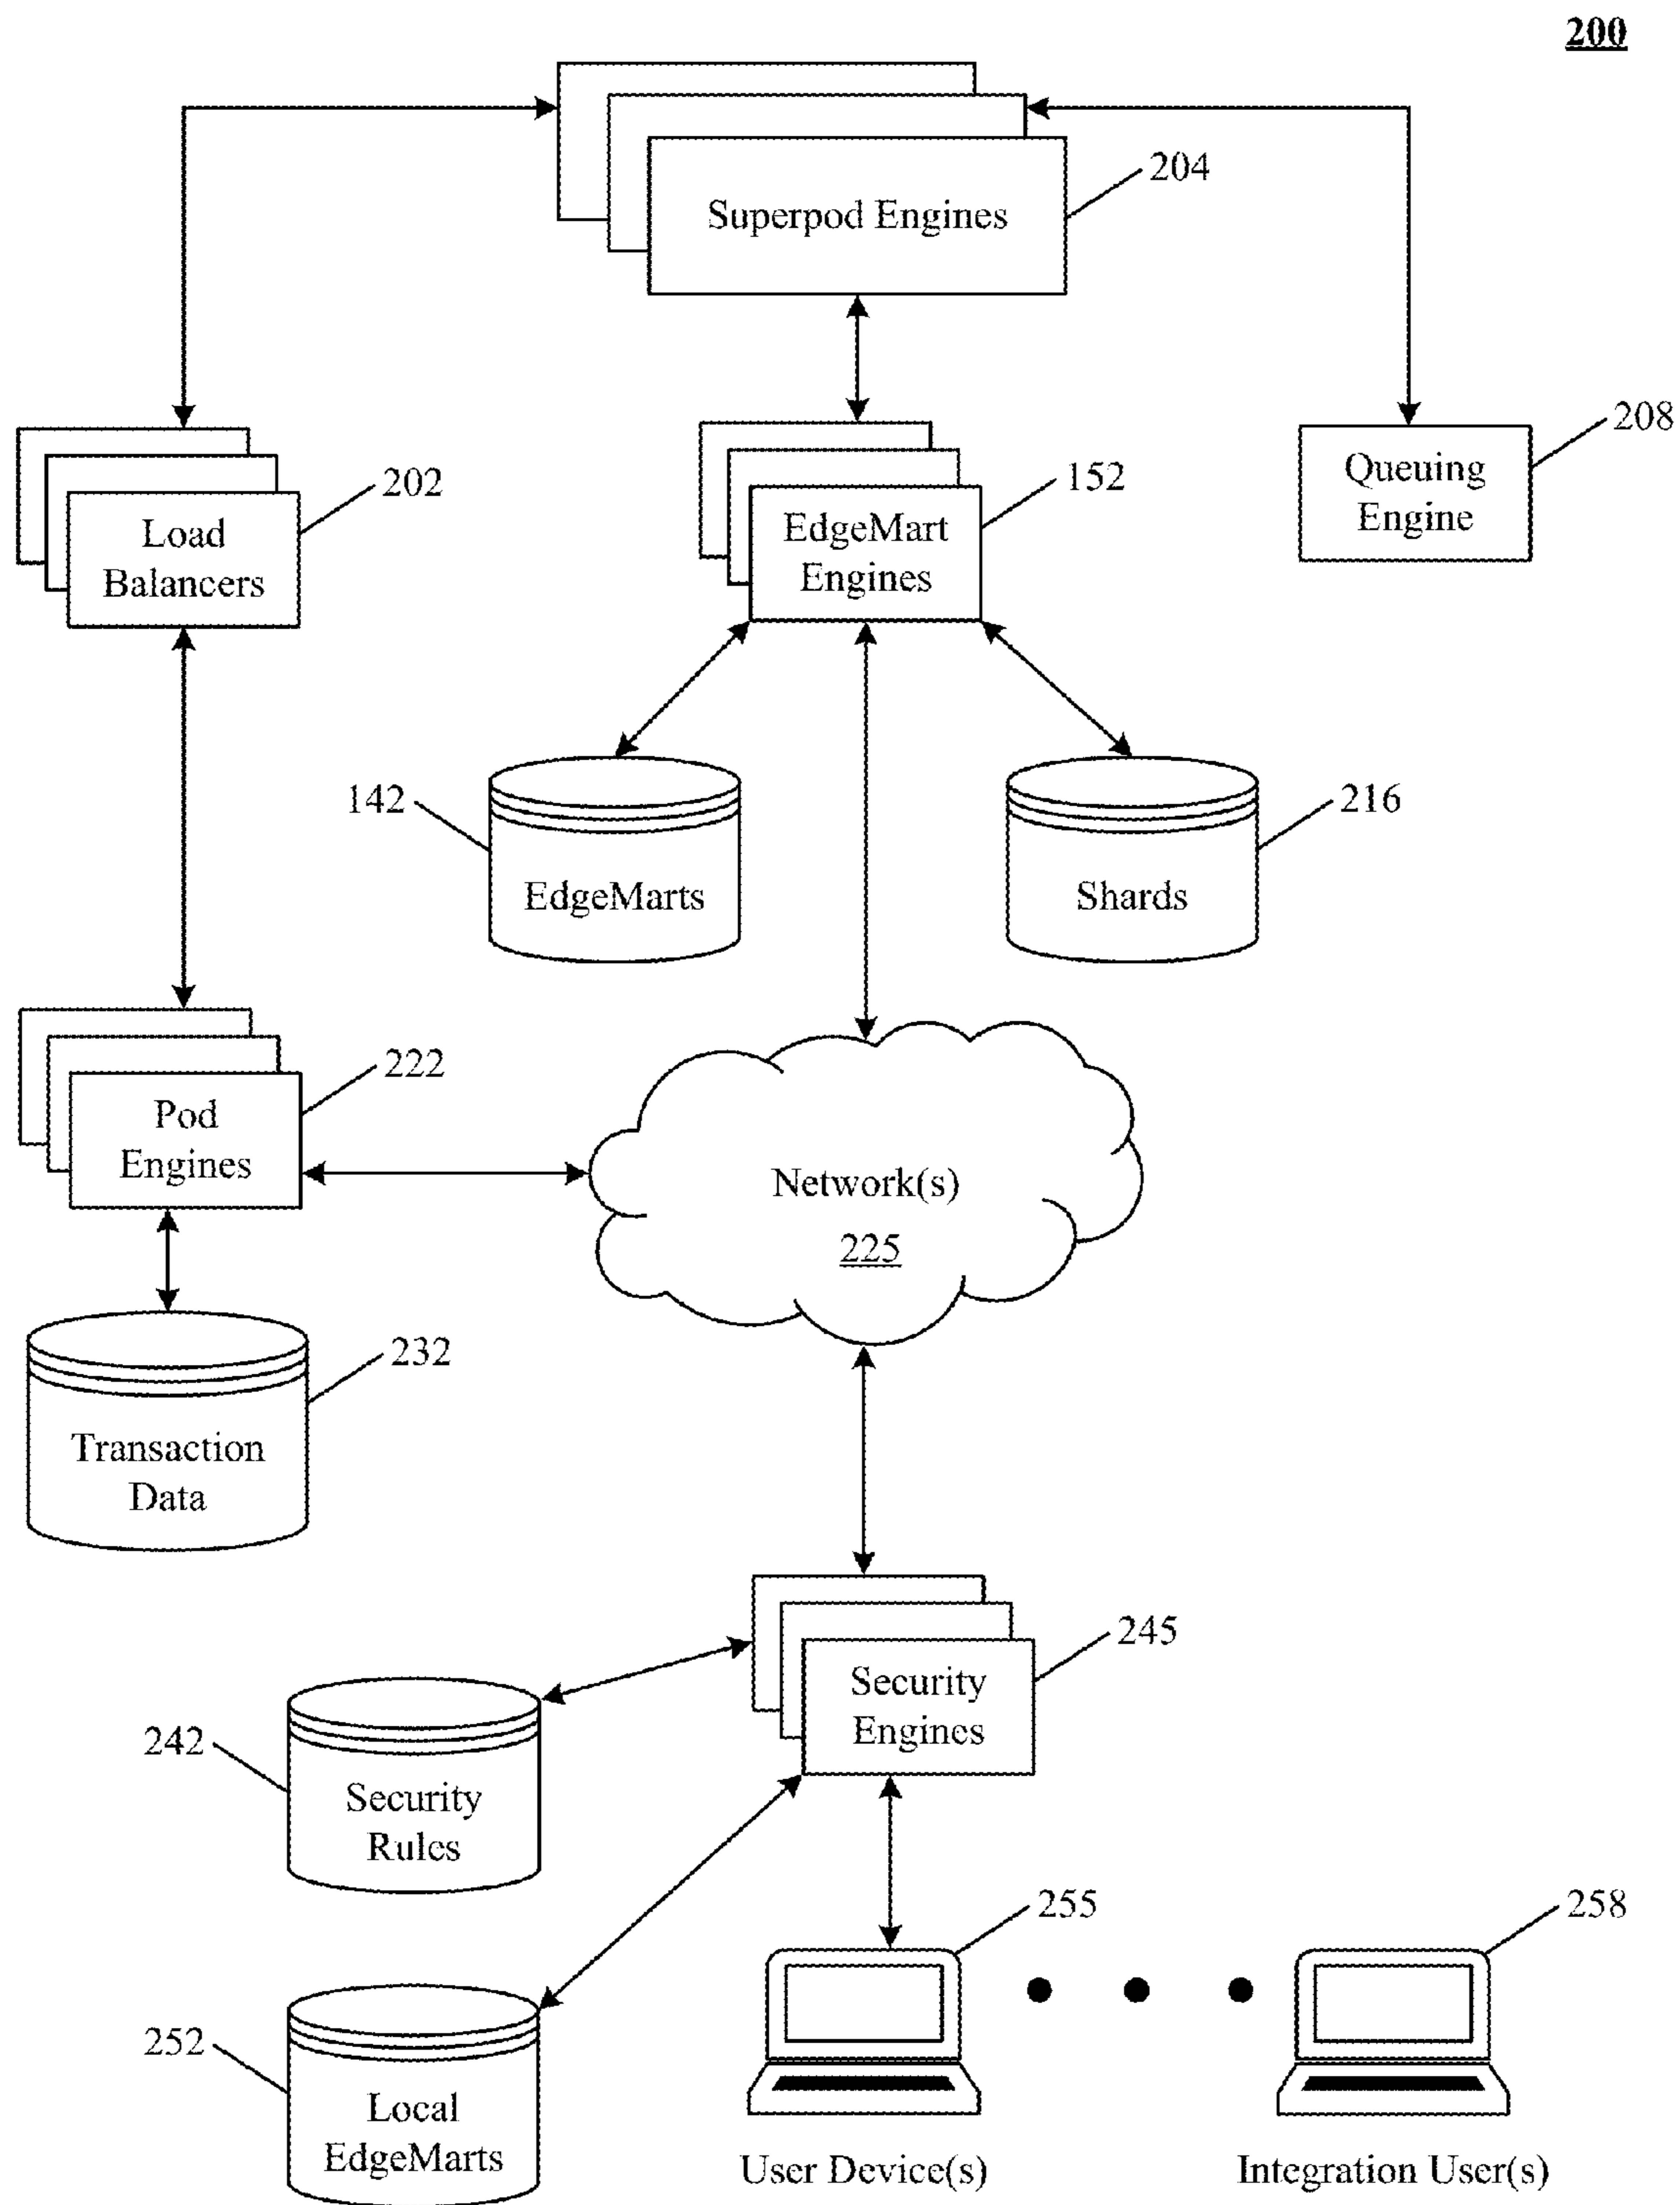 200
204
Superpod Engines
208
Queuing
Engine
202
Load
Balancers
152
EdgeMart
Engines
142
EdgeMarts
216
Shards
222
Pod
Engines
Network(s)
225
232
Transaction
Data
245
Security
Engines
242
Security
Rules
255
258
252
Local
EdgeMarts
User Device(s)
Integration User(s)